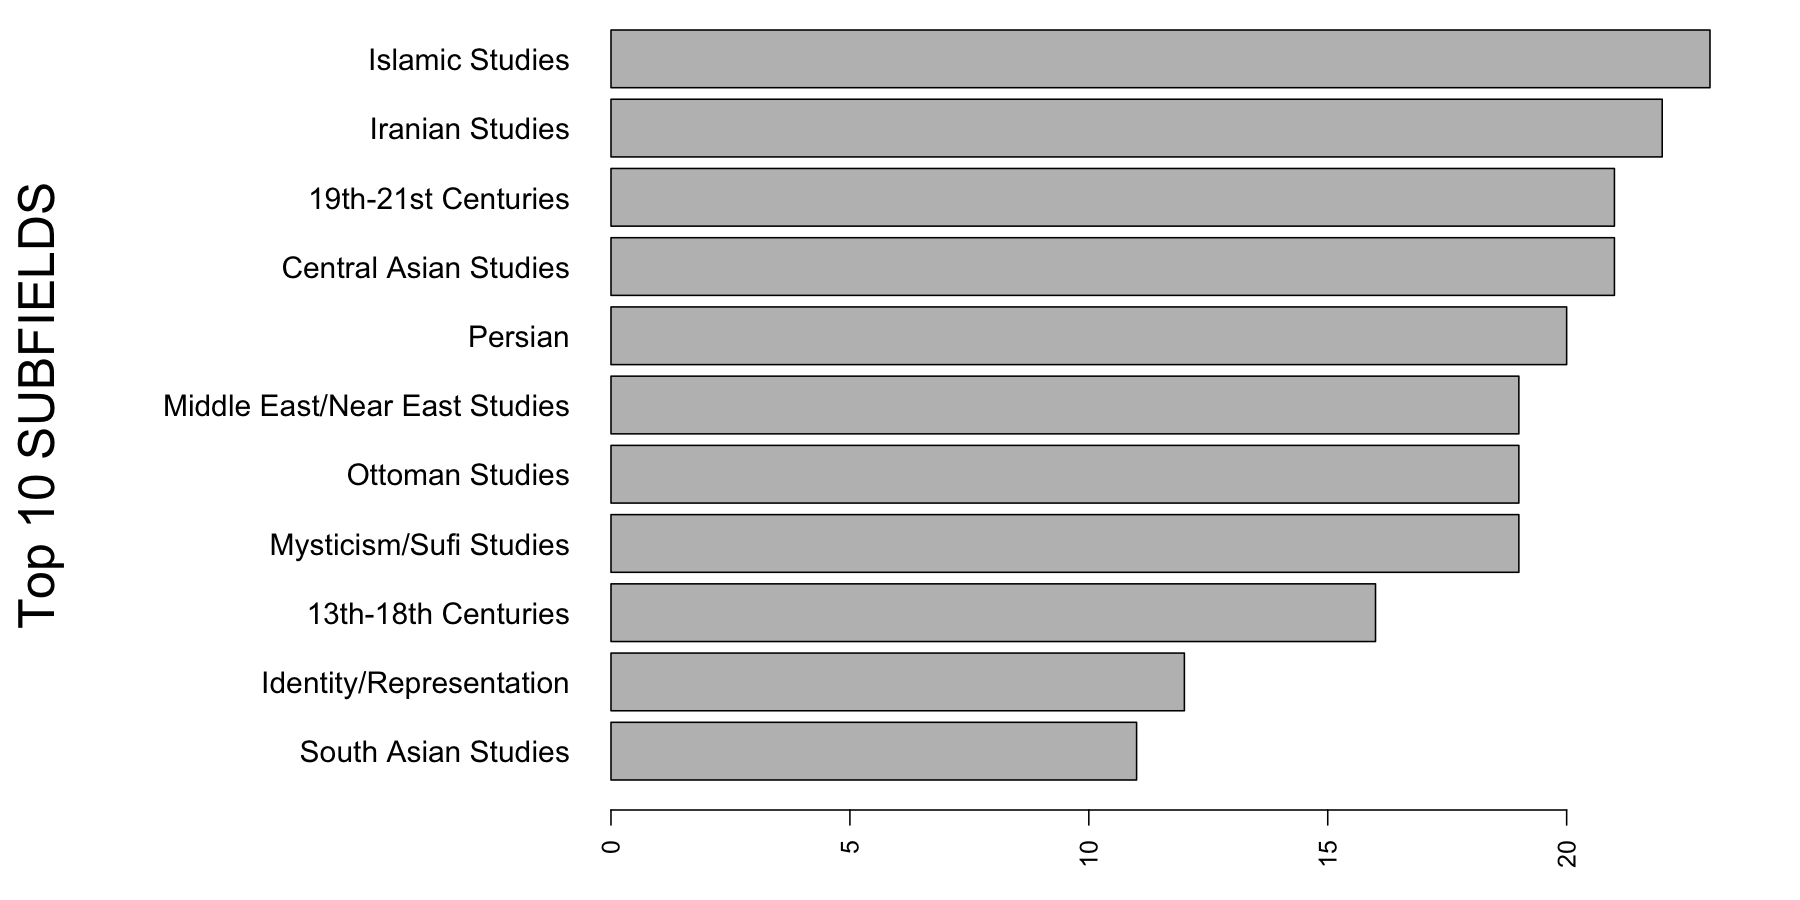 Top 10 SUBFIELDS
Islamic Studies
Iranian Studies
19th-21st Centuries
Central Asian Studies
Persian
Middle East/Near East Studies
Ottoman Studies
Mysticism/Sufi Studies
13th-18th Centuries
Identity/Representation
South Asian Studies
0 5 10 15 20